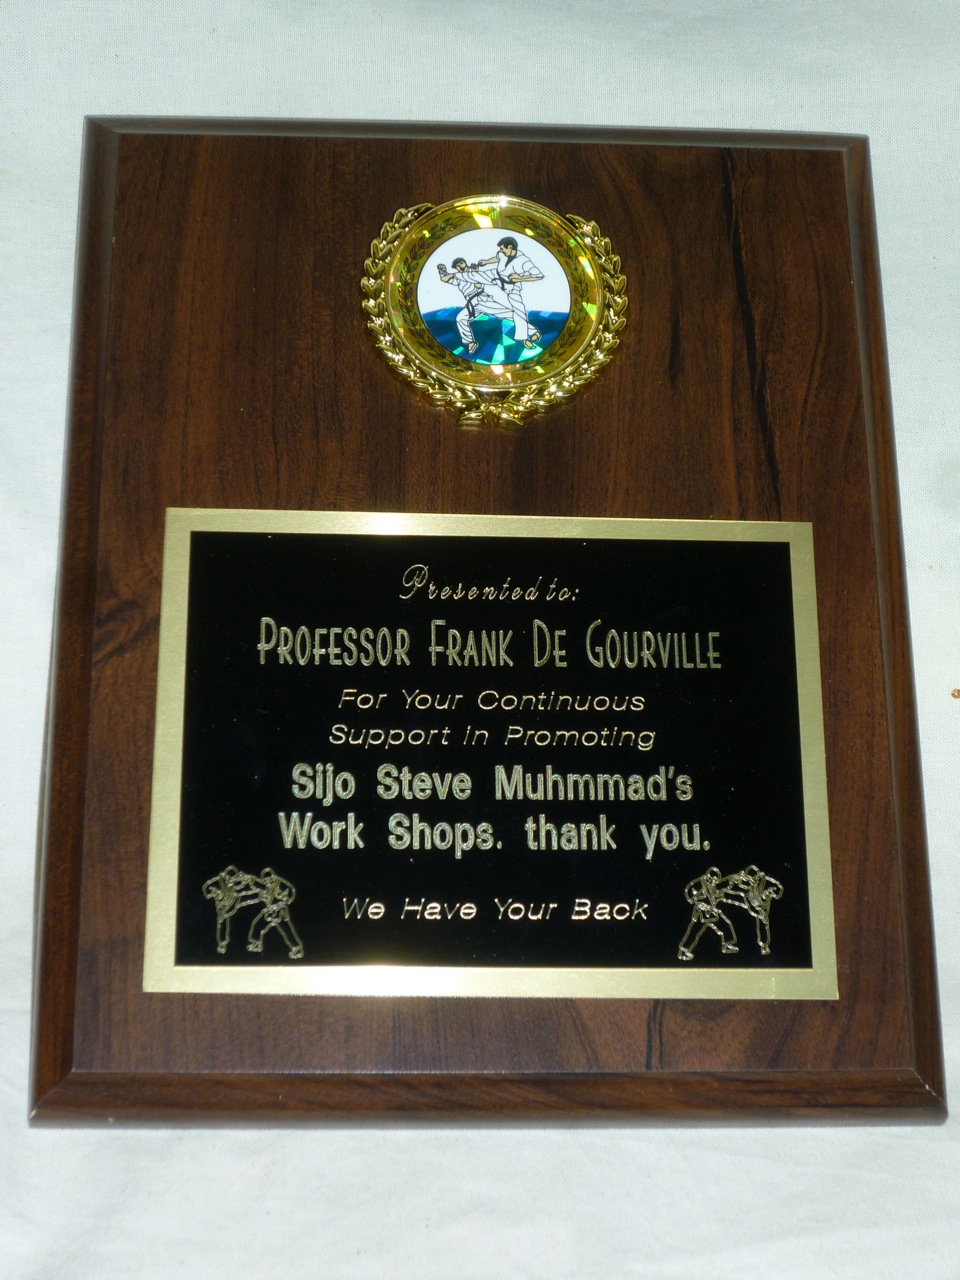 Presented to:
PROFESSOR FRANK DE GOURVILLE
For Your Continuous
Support in Promoting
Sijo Steve Muhmmad's
Work Shops. thank you.
We Have Your Back